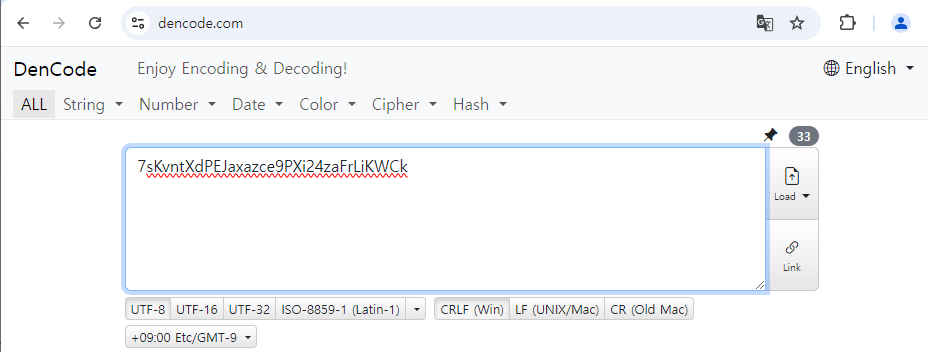 dencode.com
DenCode Enjoy Encoding & Decoding! English
ALL String Number Date Color Cipher Hash
33
7sKvntXdPEJaxazce9PXi24zaFrLiKWCk
Load
Link
UTF-8 UTF-16 UTF-32 ISO-8859-1 (Latin-1) CRLF (Win) LF (UNIX/Mac) CR (Old Mac)
+09:00 Etc/GMT-9